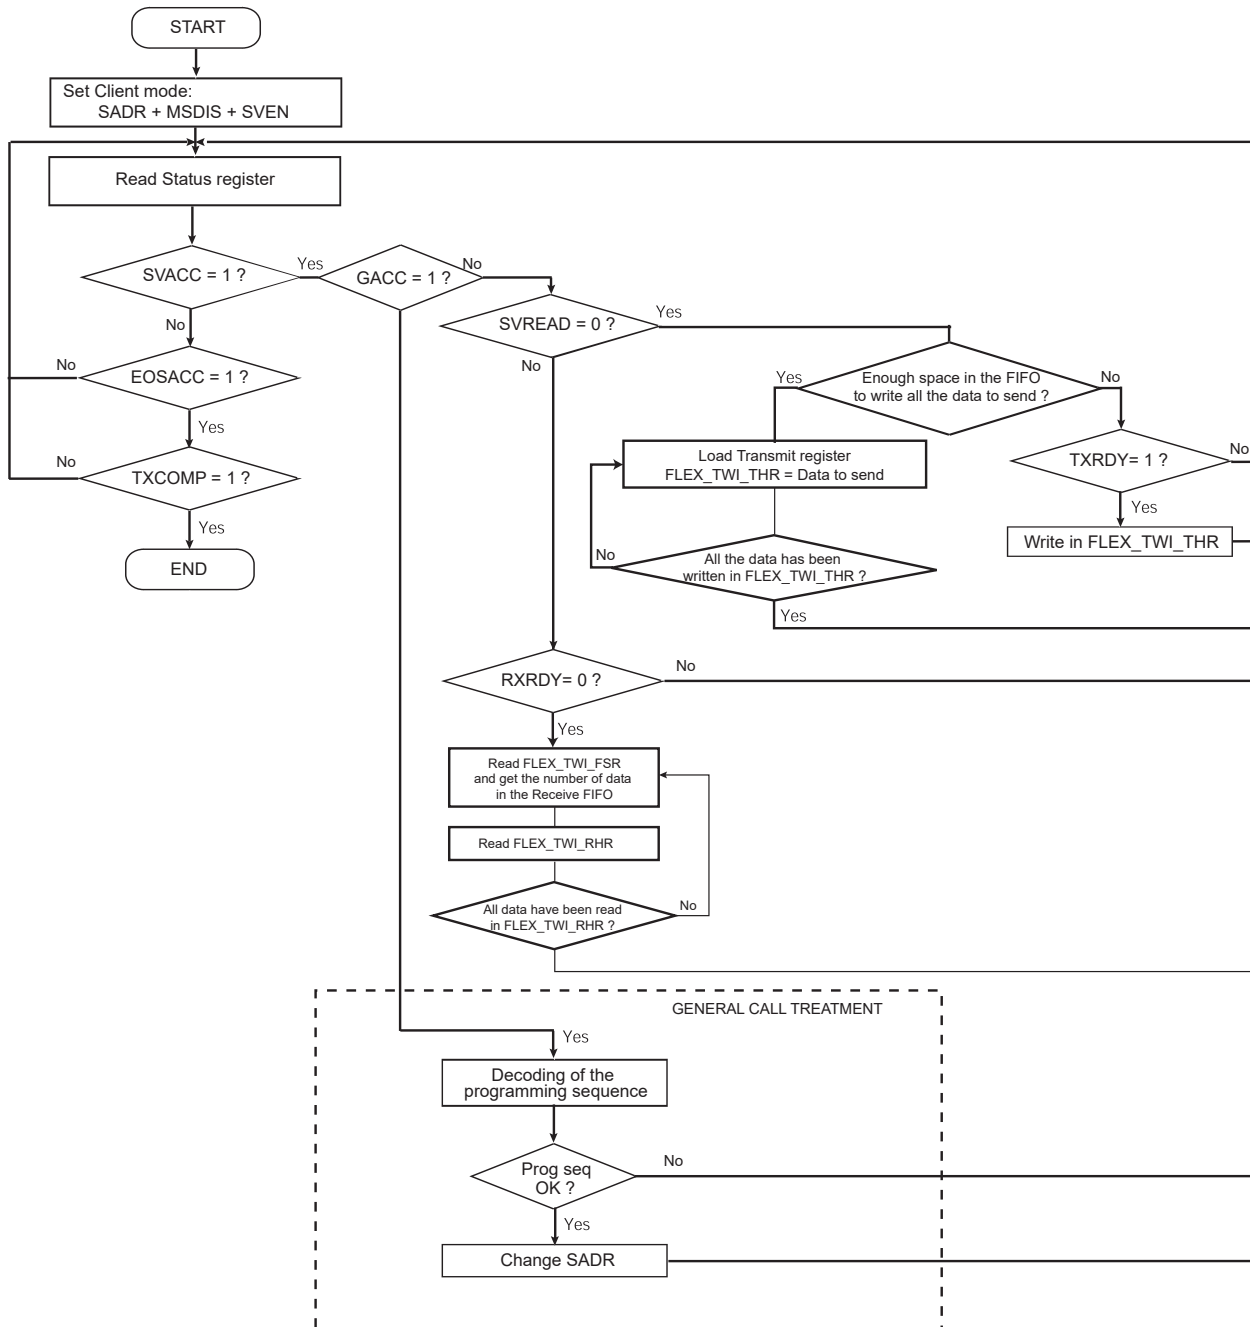 START
Set Client mode:
SADR + MSDIS + SVEN
Read Status register
SVACC = 1 ?
Yes
GACC = 1 ?
No
SVREAD = 0 ?
Yes
No
No
EOSACC = 1 ?
No
Yes
Enough space in the FIFO
to write all the data to send ?
Yes
No
Load Transmit register
FLEX_TWI_THR = Data to send
TXRDY= 1 ?
No
No
TXCOMP = 1 ?
Yes
Yes
Write in FLEX_TWI_THR
END
No
All the data has been
written in FLEX_TWI_THR ?
Yes
RXRDY= 0 ?
No
Yes
Read FLEX_TWI_FSR
and get the number of data
in the Receive FIFO
Read FLEX_TWI_RHR
All data have been read
in FLEX_TWI_RHR ?
No
GENERAL CALL TREATMENT
Yes
Decoding of the
programming sequence
Prog seq
OK ?
No
Yes
Change SADR